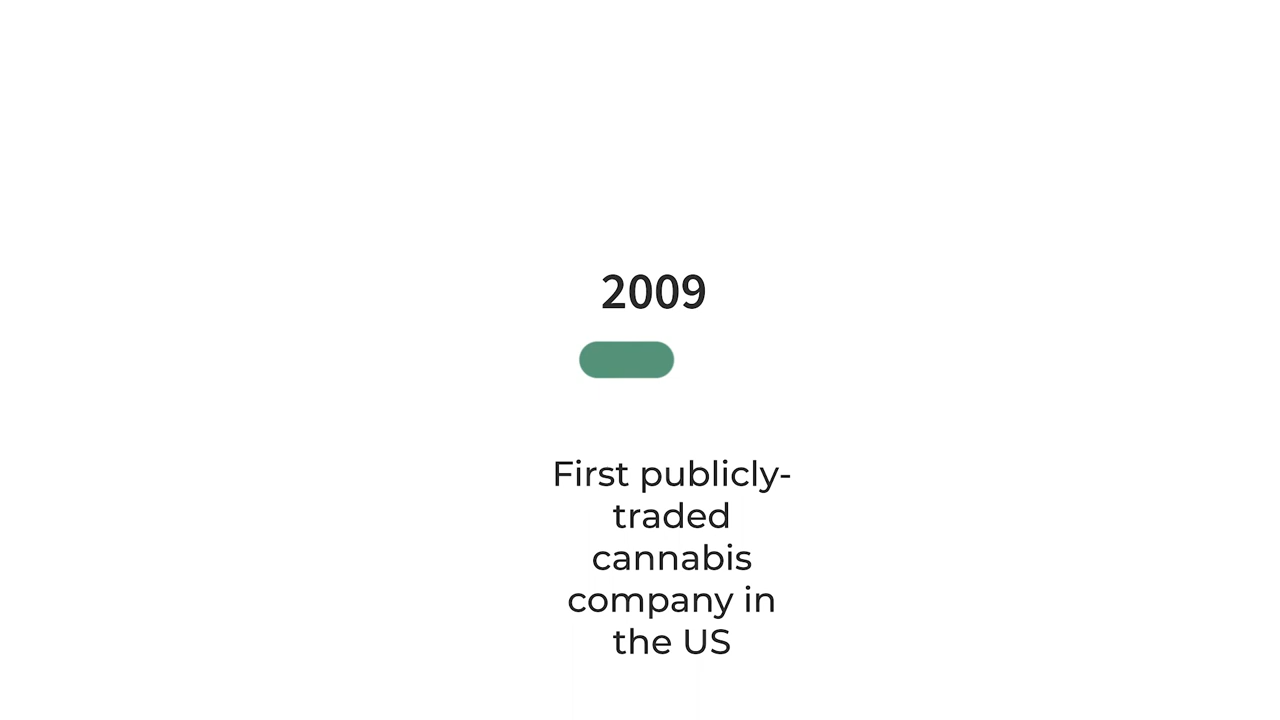 2009
First publicly-
traded
cannabis
company in
the US